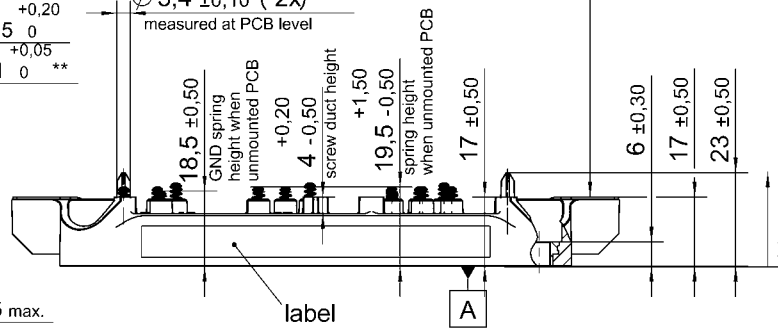 +0,20
5 0
+0,05
0 **
3,4 ±0,10 (2x)
measured at PCB level
18,5 ±0,50
GND spring
height when
unmounted PCB
+0,20
4 -0,50
screw duct height
+1,50
19,5 -0,50
spring height
when unmounted PCB
17 ±0,50
6 ±0,30
17 ±0,50
23 ±0,50
max.
label
A